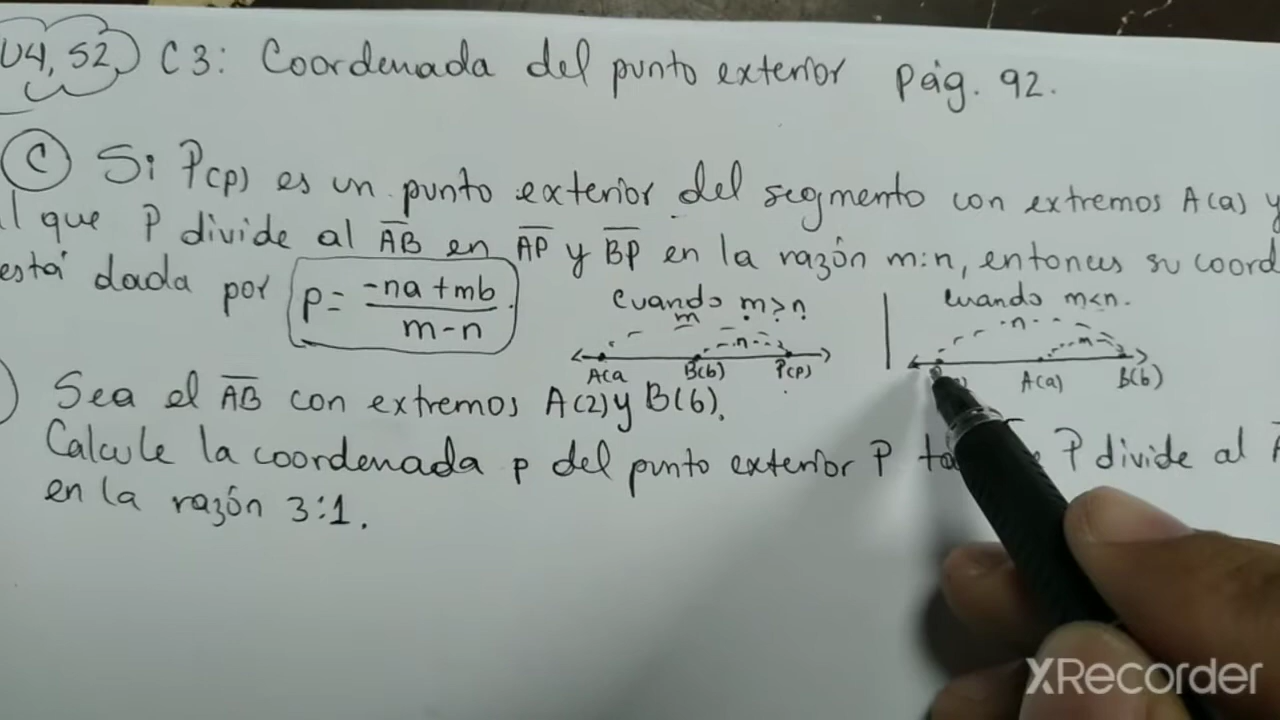 U4, S2) C3: Coordenada del punto exterior Pág. 92.
C Si P(p) es un punto exterior del segmento con extremos A(a) y
l que P divide al AB en AP y BP en la razón m:n, entonces su coord
está dada por p = -na + mb / m - n .
cuando m > n
m
n
A(a B(b) P(p)
cuando m < n.
n
m
A(a) B(b)
) Sea el AB con extremos A(2) y B(6).
Calcule la coordenada p del punto exterior P P divide al
en la razón 3:1.
XRecorder